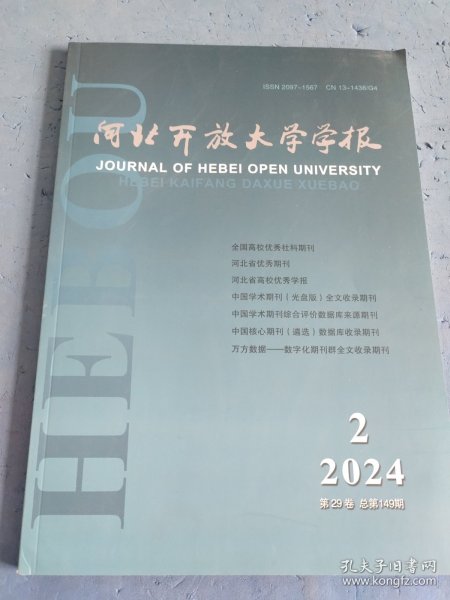 ISSN 2097-1567 CN 13-1436/G4
河北开放大学学报
JOURNAL OF HEBEI OPEN UNIVERSITY
HEBEI KAIFANG DAXUE XUEBAO
HEBEOU
全国高校优秀社科期刊
河北省优秀期刊
河北省高校优秀学报
中国学术期刊(光盘版)全文收录期刊
中国学术期刊综合评价数据库来源期刊
中国核心期刊(遴选)数据库收录期刊
万方数据——数字化期刊群全文收录期刊
2
2024
第29卷 总第149期
孔夫子旧书网
www.kongfz.com